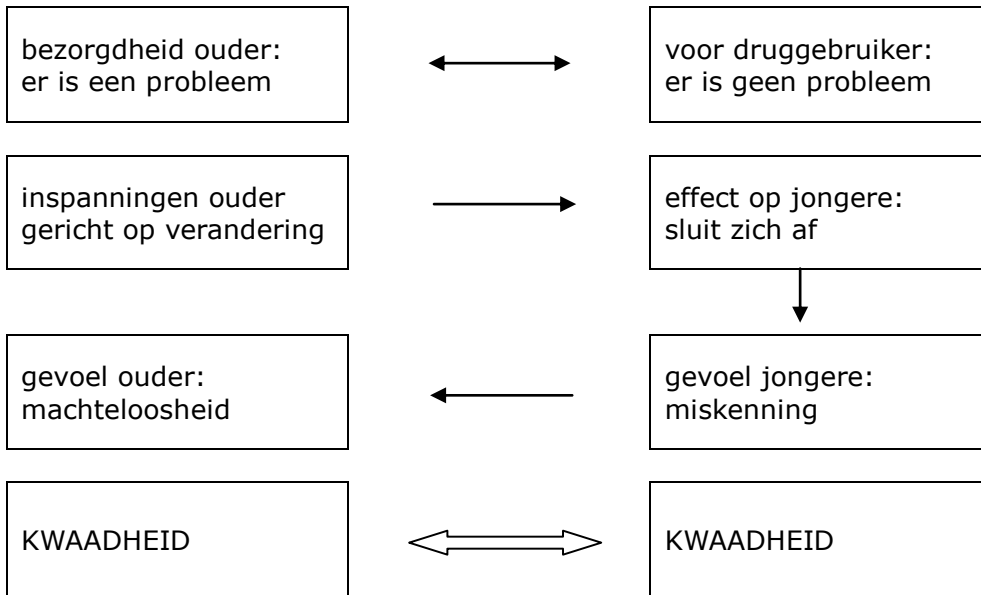 bezorgdheid ouder:
er is een probleem
voor druggebruiker:
er is geen probleem
inspanningen ouder
gericht op verandering
effect op jongere:
sluit zich af
gevoel ouder:
machteloosheid
gevoel jongere:
miskenning
KWAADHEID
KWAADHEID